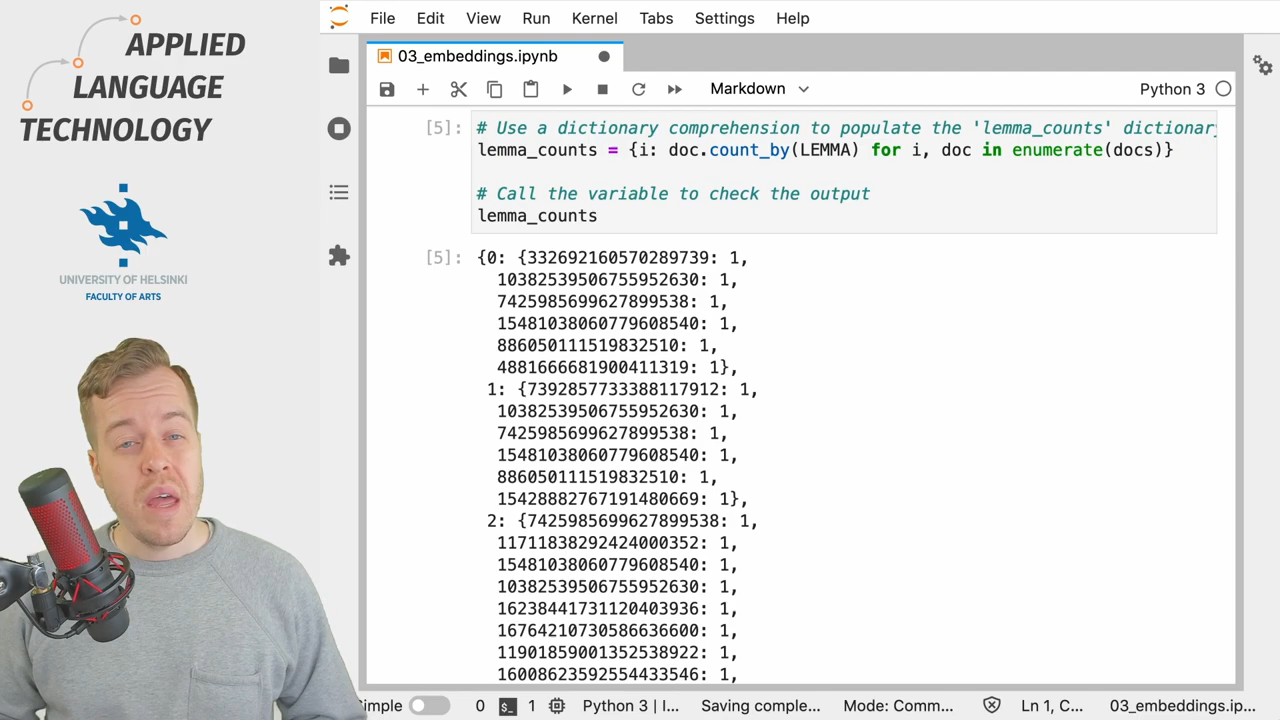 APPLIED
LANGUAGE
TECHNOLOGY
UNIVERSITY OF HELSINKI
FACULTY OF ARTS
File Edit View Run Kernel Tabs Settings Help
03_embeddings.ipynb
Markdown
Python 3
[5]: # Use a dictionary comprehension to populate the 'lemma_counts' dictionary
lemma_counts = {i: doc.count_by(LEMMA) for i, doc in enumerate(docs)}
# Call the variable to check the output
lemma_counts
[5]: {0: {332692160570289739: 1,
10382539506755952630: 1,
7425985699627899538: 1,
15481038060779608540: 1,
886050111519832510: 1,
4881666681900411319: 1},
1: {7392857733388117912: 1,
10382539506755952630: 1,
7425985699627899538: 1,
15481038060779608540: 1,
886050111519832510: 1,
15428882767191480669: 1},
2: {7425985699627899538: 1,
11711838292424000352: 1,
15481038060779608540: 1,
10382539506755952630: 1,
16238441731120403936: 1,
16764210730586636600: 1,
11901859001352538922: 1,
16008623592554433546: 1,
imple 0 $_ 1 Python 3 | I... Saving comple... Mode: Comm... Ln 1, C... 03_embeddings.ip...